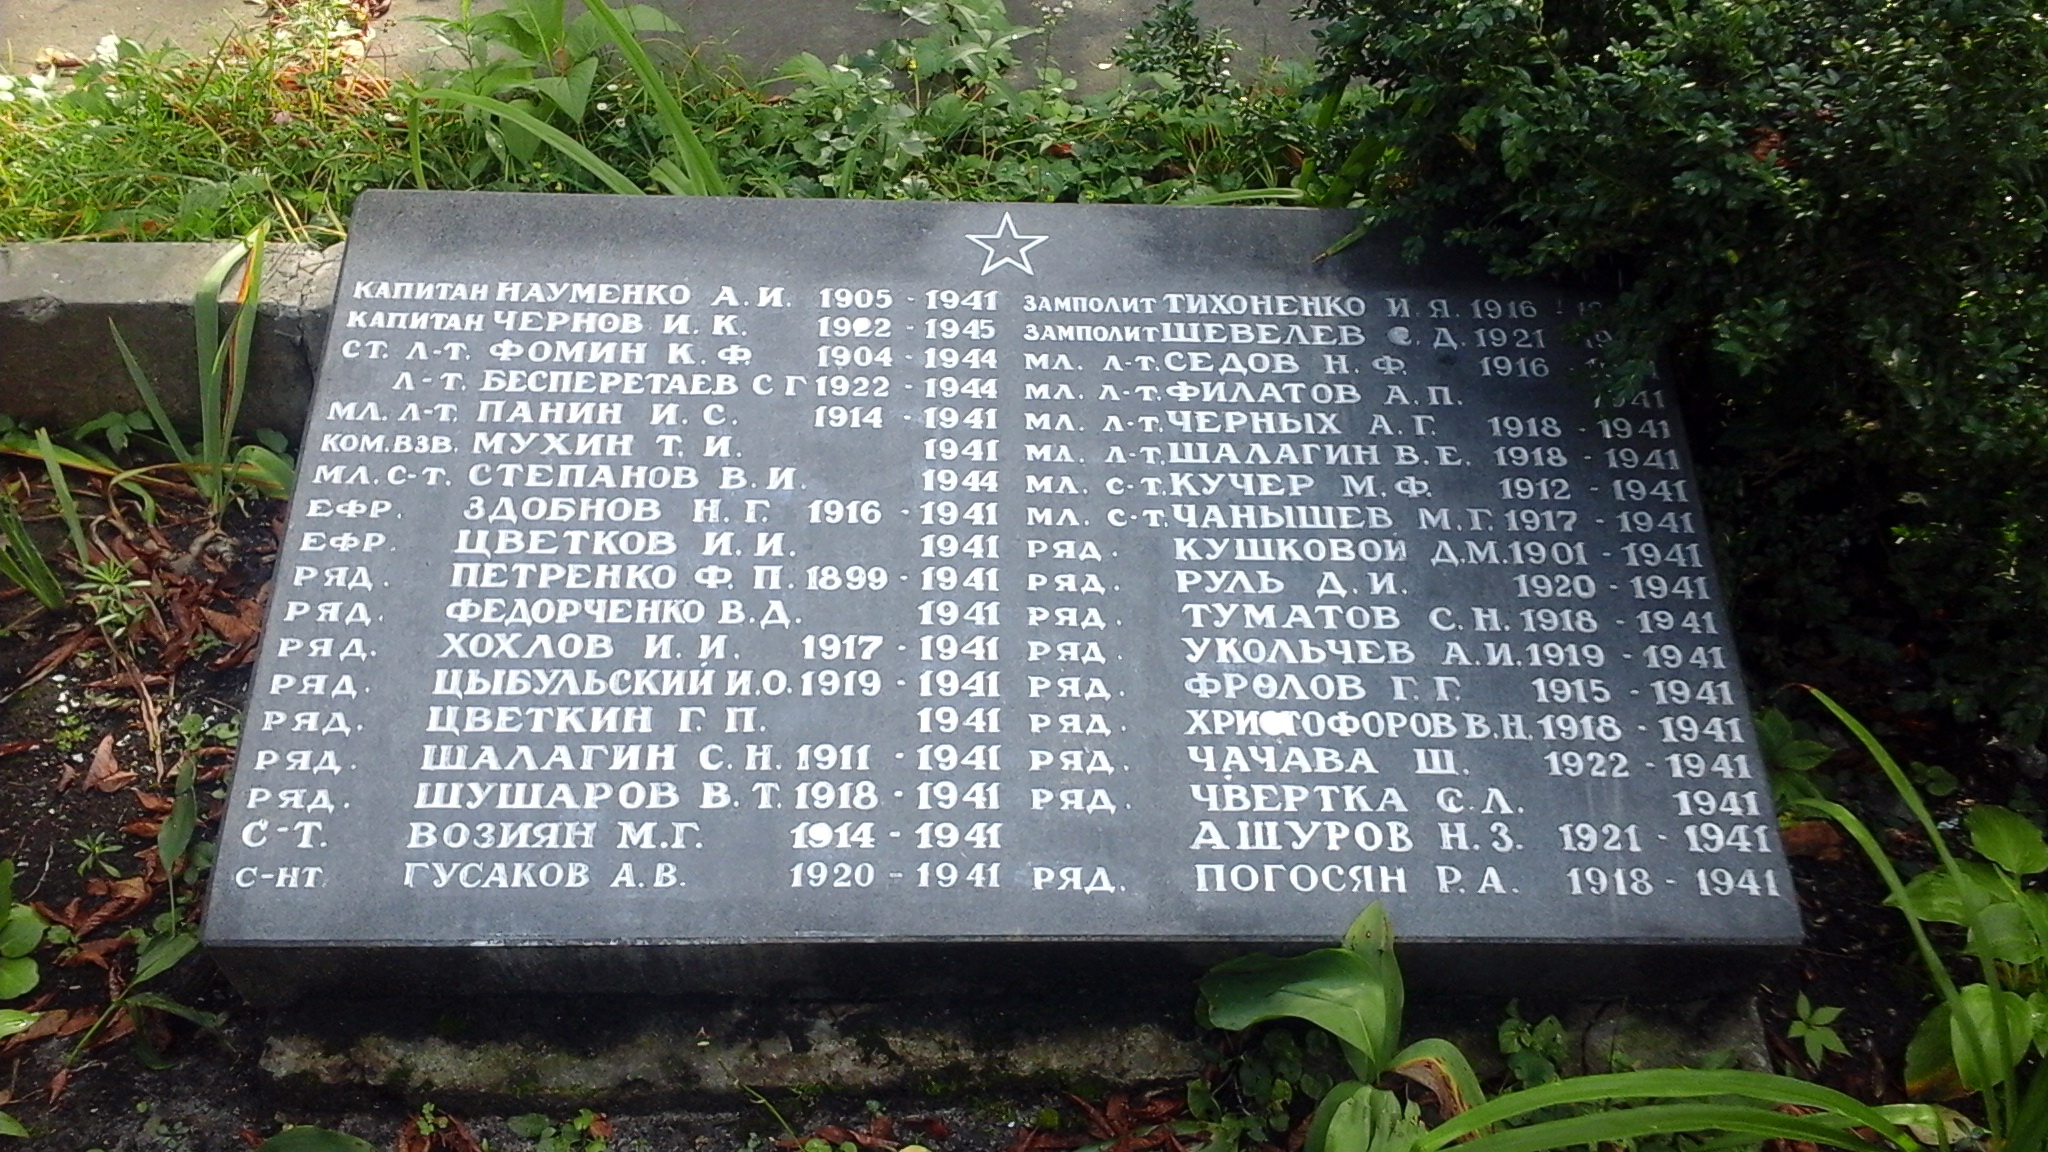 КАПИТАН НАУМЕНКО А.И. 1905 - 1941
КАПИТАН ЧЕРНОВ И.К. 1902 - 1945
СТ. Л-Т. ФОМИН К.Ф. 1904 - 1944
Л-Т. БЕСПЕРЕТАЕВ С Г 1922 - 1944
МЛ. Л-Т. ПАНИН И.С. 1914 - 1941
КОМ.ВЗВ. МУХИН Т.И. 1941
МЛ. С-Т. СТЕПАНОВ В.И. 1944
ЕФР. ЗДОБНОВ Н.Г. 1916 - 1941
ЕФР. ЦВЕТКОВ И.И. 1941
РЯД. ПЕТРЕНКО Ф.П. 1899 - 1941
РЯД. ФЕДОРЧЕНКО В.Д. 1941
РЯД. ХОХЛОВ И.И. 1917 - 1941
РЯД. ЦЫБУЛЬСКИЙ И.О. 1919 - 1941
РЯД. ЦВЕТКИН Г.П. 1941
РЯД. ШАЛАГИН С.Н. 1911 - 1941
РЯД. ШУШАРОВ В.Т. 1918 - 1941
С-Т. ВОЗИЯН М.Г. 1914 - 1941
С-НТ. ГУСАКОВ А.В. 1920 - 1941
ЗАМПОЛИТ ТИХОНЕНКО И.Я. 1916
ЗАМПОЛИТ ШЕВЕЛЕВ С.Д. 1921
МЛ. Л-Т. СЕДОВ Н.Ф. 1916
МЛ. Л-Т. ФИЛАТОВ А.П. 1941
МЛ. Л-Т. ЧЕРНЫХ А.Г. 1918 - 1941
МЛ. Л-Т. ШАЛАГИН В.Е. 1918 - 1941
МЛ. С-Т. КУЧЕР М.Ф. 1912 - 1941
МЛ. С-Т. ЧАНЫШЕВ М.Г. 1917 - 1941
РЯД. КУШКОВОЙ Д.М. 1901 - 1941
РЯД. РУЛЬ Д.И. 1920 - 1941
РЯД. ТУМАТОВ С.Н. 1918 - 1941
РЯД. УКОЛЬЧЕВ А.И. 1919 - 1941
РЯД. ФРОЛОВ Г.Г. 1915 - 1941
РЯД. ХРИСТОФОРОВ В.Н. 1918 - 1941
РЯД. ЧАЧАВА Ш. 1922 - 1941
РЯД. ЧВЕРТКА С.Л. 1941
АШУРОВ Н.З. 1921 - 1941
РЯД. ПОГОСЯН Р.А. 1918 - 1941